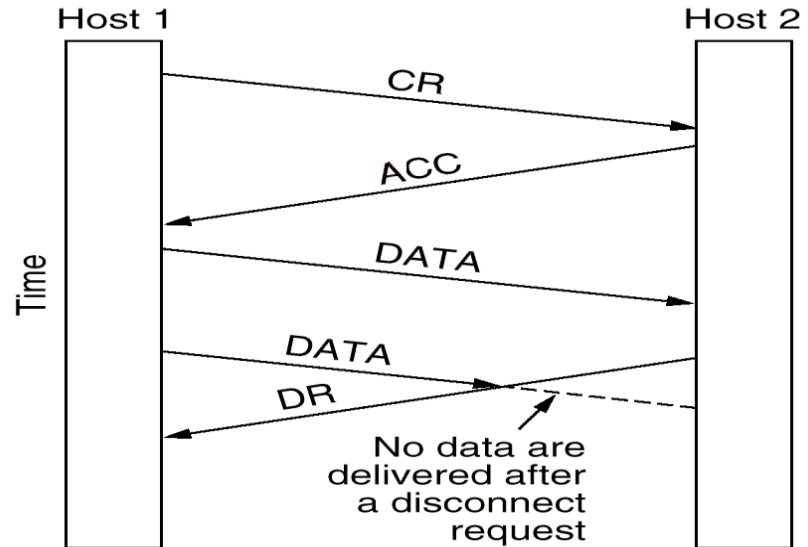 Host 1
Host 2
CR
ACC
Time
DATA
DATA
DR
No data are
delivered after
a disconnect
request